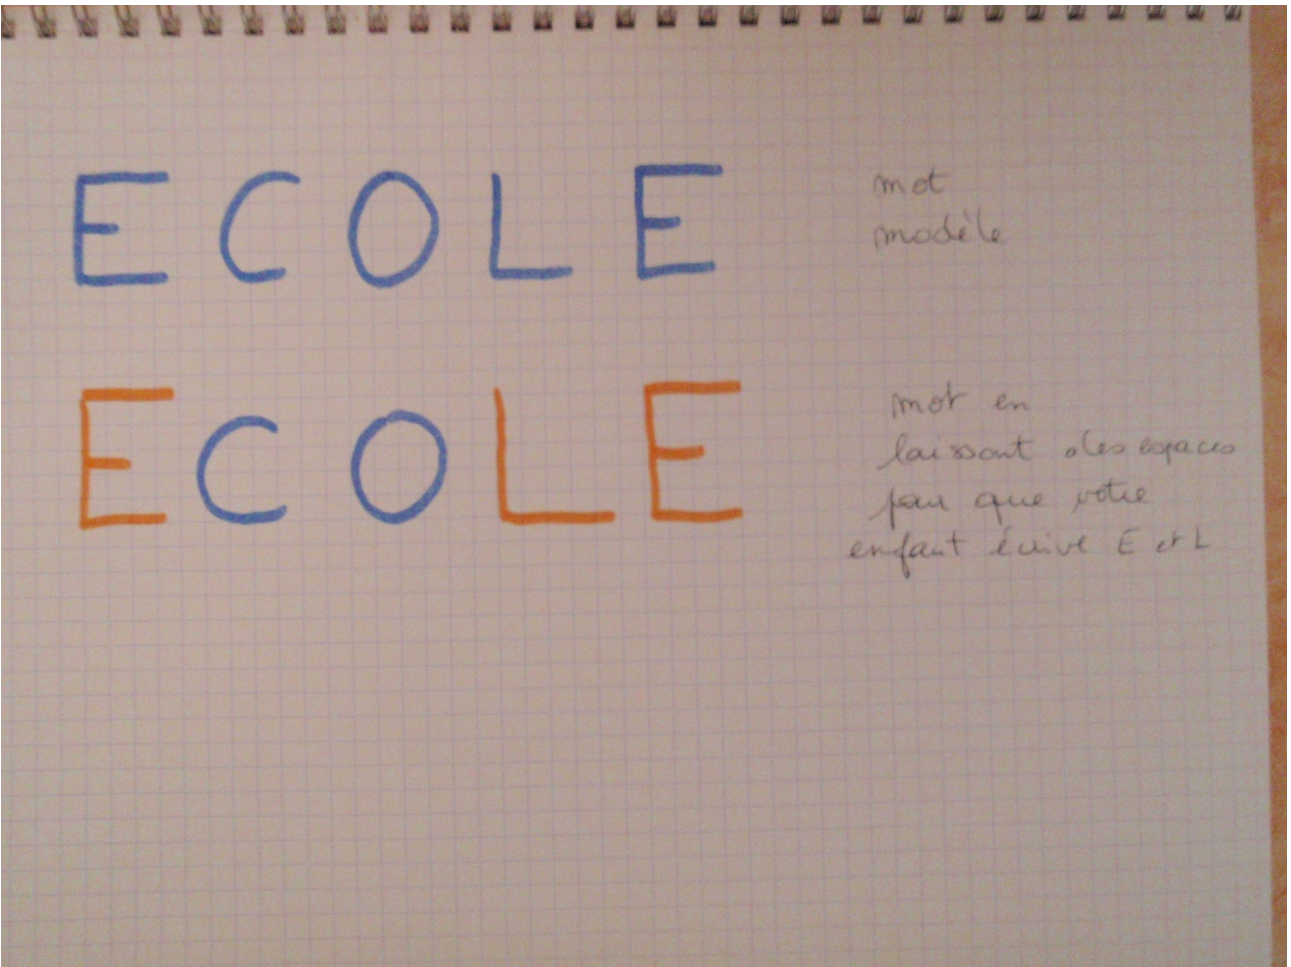 ECOLE
mot
modèle
ECOLE
mot en
laissant des espaces
pour que votre
enfant écrive E et L